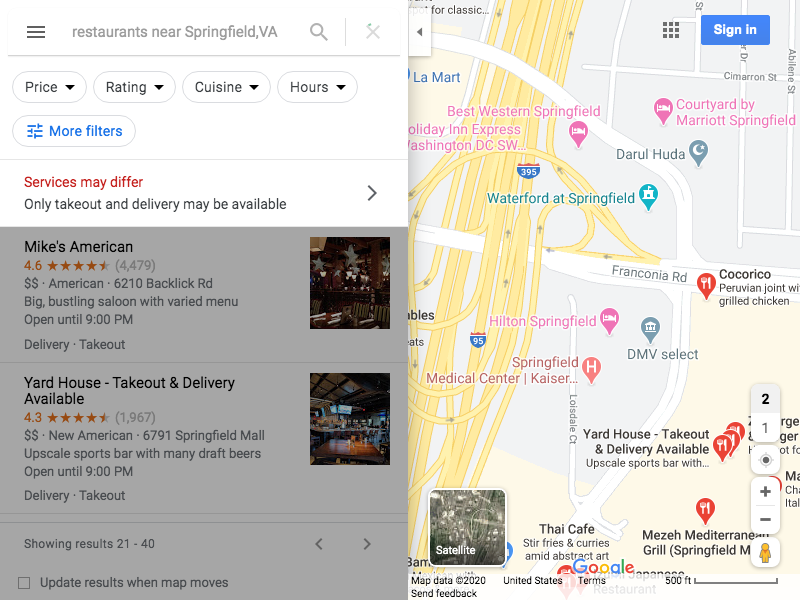 restaurants near Springfield,VA
Price
Rating
Cuisine
Hours
More filters
Services may differ
Only takeout and delivery may be available
Mike's American
4.6 (4,479)
$$ · American · 6210 Backlick Rd
Big, bustling saloon with varied menu
Open until 9:00 PM
Delivery · Takeout
Yard House - Takeout & Delivery
Available
4.3 (1,967)
$$ · New American · 6791 Springfield Mall
Upscale sports bar with many draft beers
Open until 9:00 PM
Delivery · Takeout
Showing results 21 - 40
Update results when map moves
for classic...
Sign in
La Mart
Cimarron St
Abilene St
Dr
Best Western Springfield
Courtyard by
Marriott Springfield
oliday Inn Express
Washington DC SW...
Darul Huda
395
Waterford at Springfield
Franconia Rd
Cocorico
Peruvian joint wi
grilled chicken
ables
eats
Hilton Springfield
95
DMV select
Springfield
Medical Center | Kaiser...
Loisdale Ct
2
1
Yard House - Takeout
& Delivery Available
Upscale sports bar with...
Thai Cafe
Stir fries & curries
amid abstract art
Mezeh Mediterranean
Grill (Springfield M
Satellite
Google
Japanese
Restaurant
Map data ©2020
United States
Terms
500 ft
Send feedback